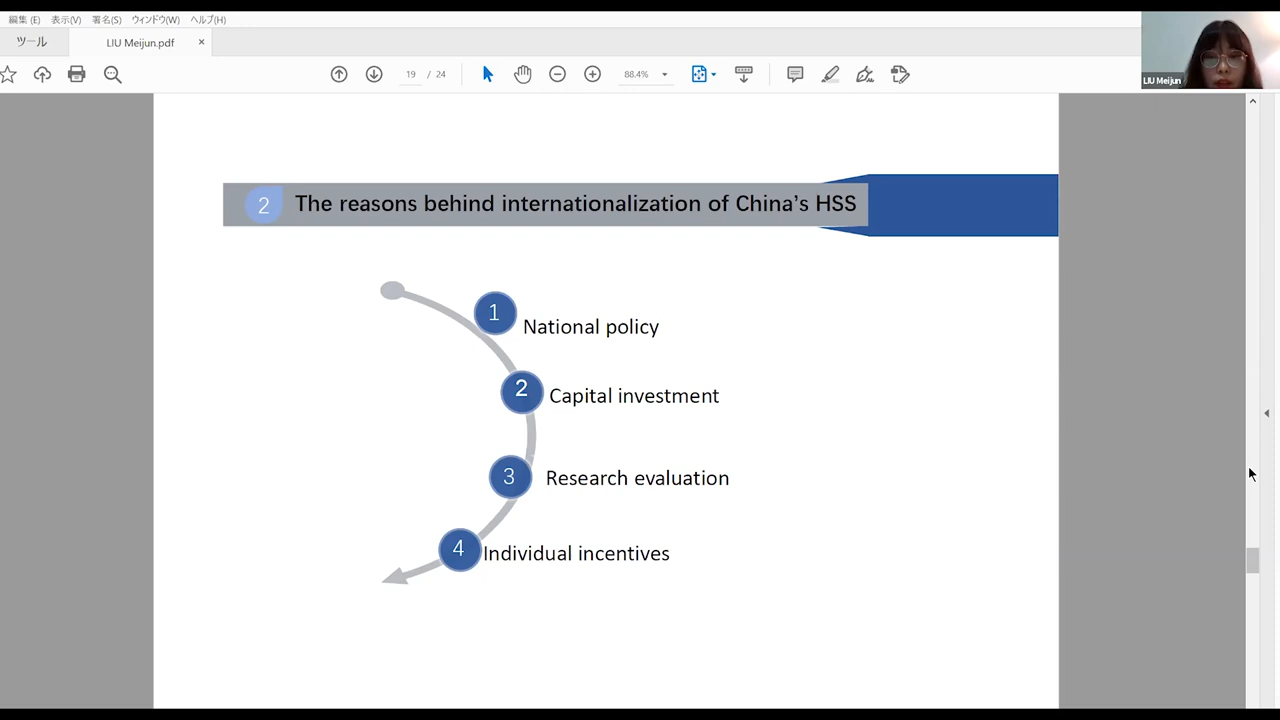 編集 (E) 表示(V) 署名(S) ウィンドウ(W) ヘルプ(H)
ツール LIU Meijun.pdf ×
19 / 24 88.4%
LIU Meijun
2 The reasons behind internationalization of China's HSS
1 National policy
2 Capital investment
3 Research evaluation
4 Individual incentives